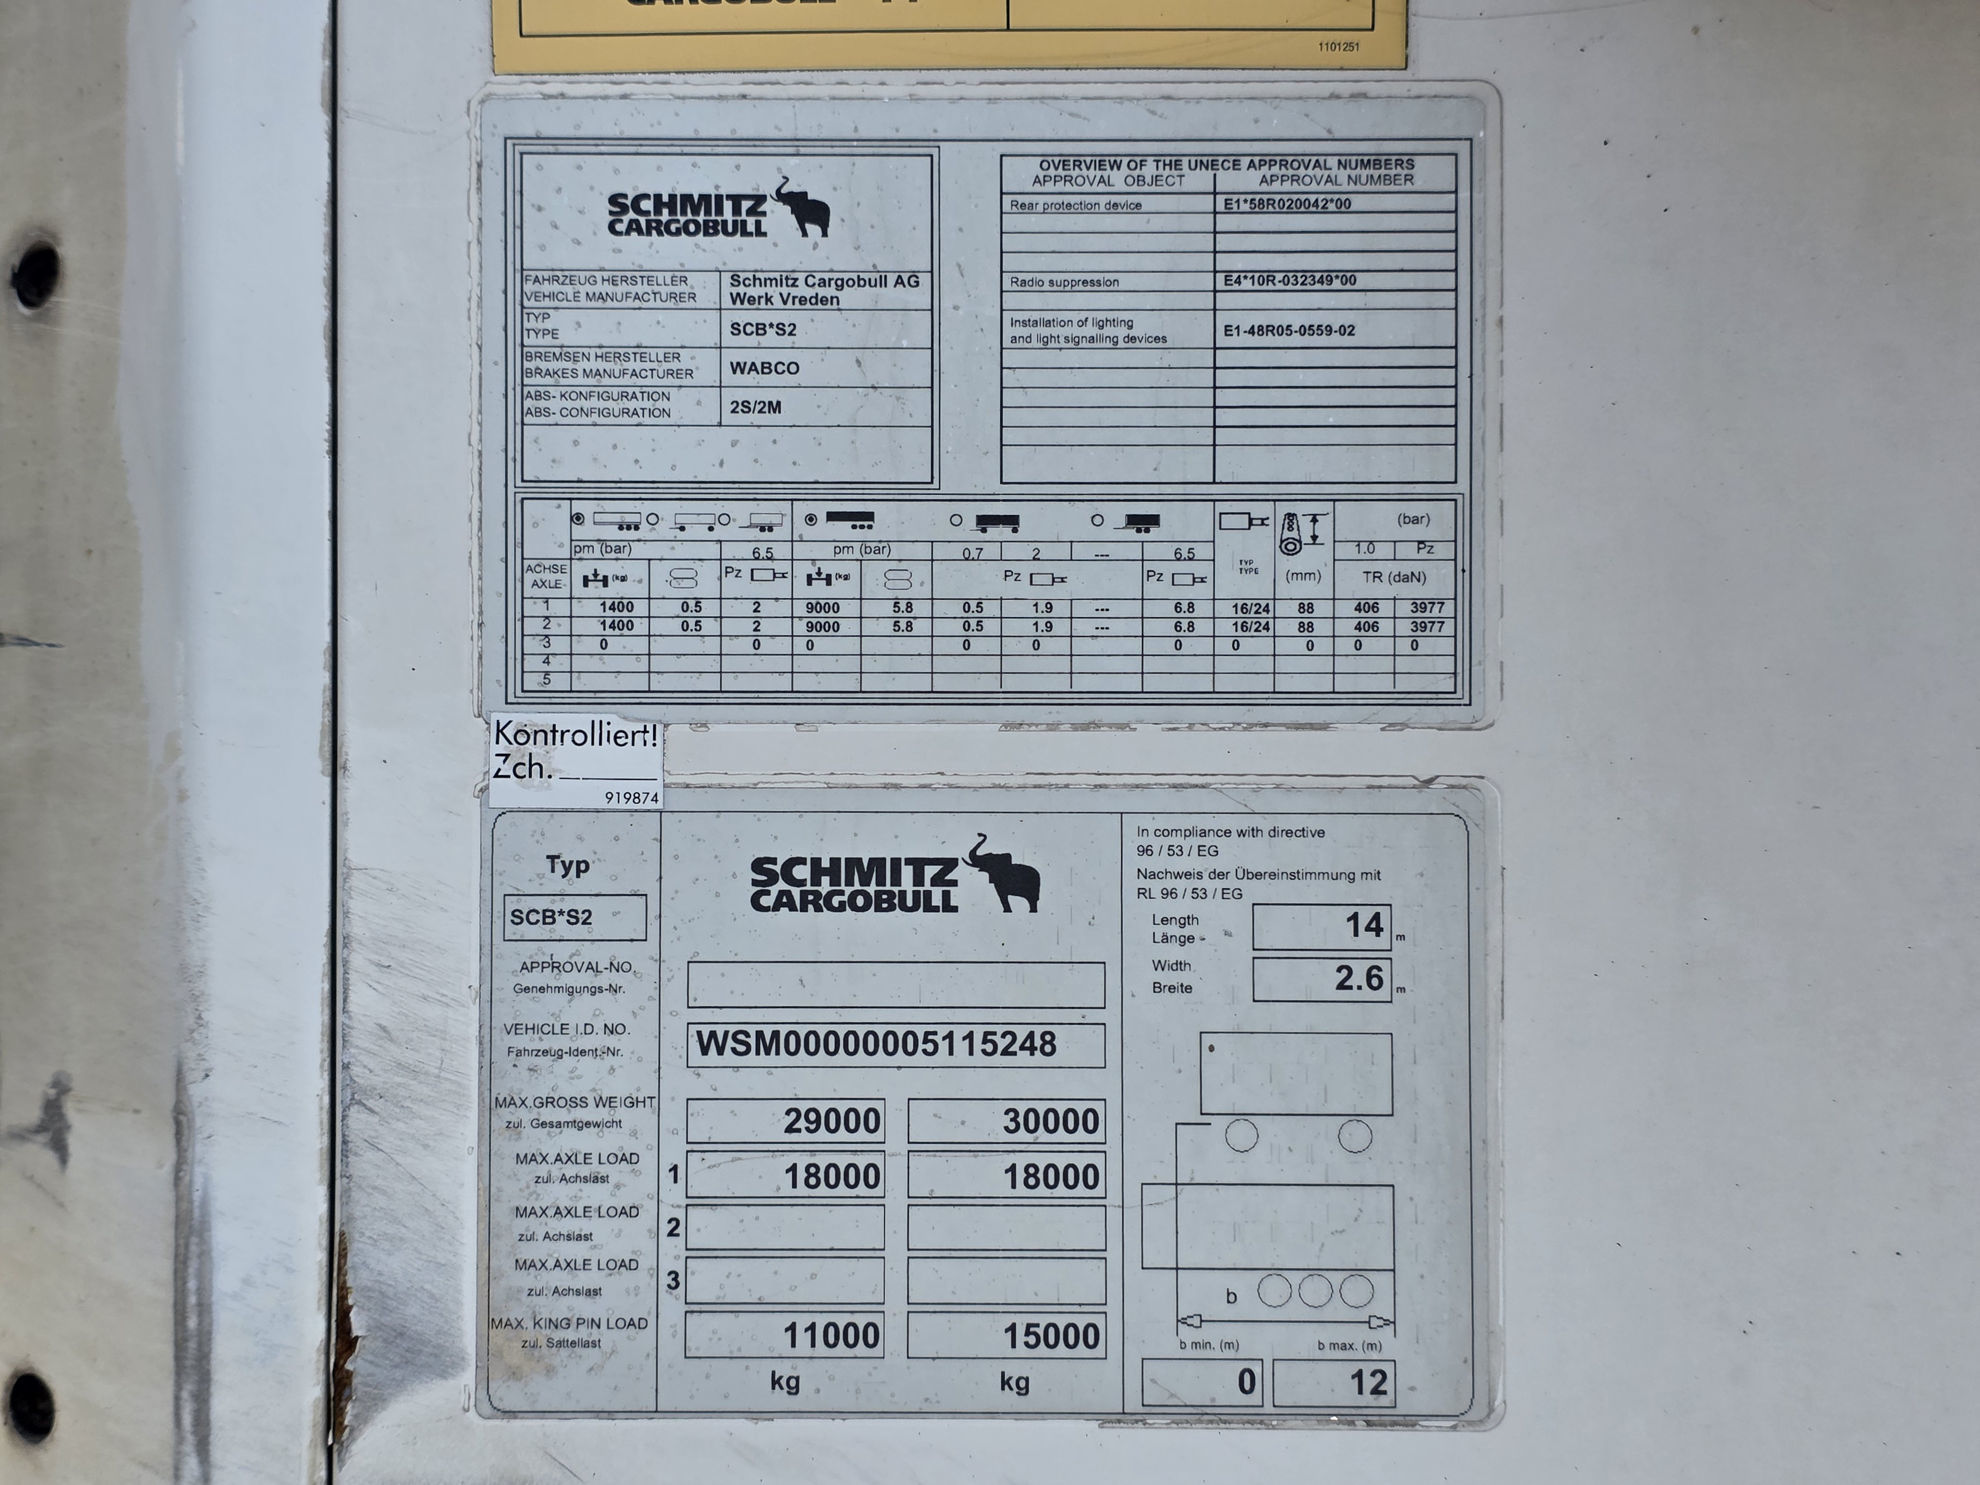 1101251
SCHMITZ
CARGOBULL
FAHRZEUG HERSTELLER
VEHICLE MANUFACTURER
Schmitz Cargobull AG
Werk Vreden
TYP
TYPE
SCB*S2
BREMSEN HERSTELLER
BRAKES MANUFACTURER
WABCO
ABS- KONFIGURATION
ABS- CONFIGURATION
2S/2M
OVERVIEW OF THE UNECE APPROVAL NUMBERS
APPROVAL OBJECT APPROVAL NUMBER
Rear protection device E1*58R020042*00
Radio suppression E4*10R-032349*00
Installation of lighting
and light signalling devices
E1-48R05-0559-02
(bar)
pm (bar) 6.5 pm (bar) 0.7 2 --- 6.5 1.0 Pz
ACHSE
AXLE
(kg) Pz (kg) Pz Pz TYP
TYPE
(mm) TR (daN)
1 1400 0.5 2 9000 5.8 0.5 1.9 --- 6.8 16/24 88 406 3977
2 1400 0.5 2 9000 5.8 0.5 1.9 --- 6.8 16/24 88 406 3977
3 0 0 0 0 0 0 0 0 0 0
4
5
Kontrolliert!
Zch.
919874
Typ
SCB*S2
SCHMITZ
CARGOBULL
APPROVAL-NO.
Genehmigungs-Nr.
VEHICLE I.D. NO.
Fahrzeug-Ident.-Nr.
WSM00000005115248
MAX.GROSS WEIGHT
zul. Gesamtgewicht
29000 30000
MAX.AXLE LOAD
zul. Achslast
1 18000 18000
MAX.AXLE LOAD
zul. Achslast
2
MAX.AXLE LOAD
zul. Achslast
3
MAX. KING PIN LOAD
zul. Sattellast
11000 15000
kg kg
In compliance with directive
96 / 53 / EG
Nachweis der Übereinstimmung mit
RL 96 / 53 / EG
Length
Länge
14 m
Width
Breite
2.6 m
b
b min. (m) b max. (m)
0 12